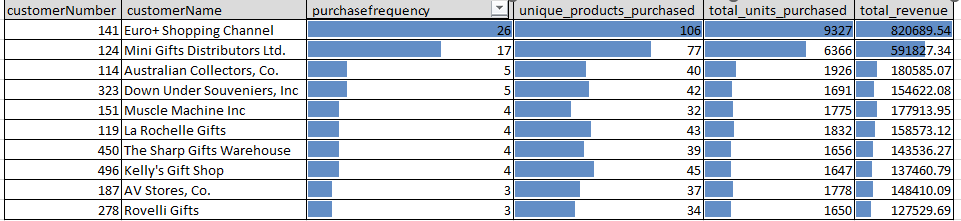 customerNumber customerName purchasefrequency unique_products_purchased total_units_purchased total_revenue
141 Euro+ Shopping Channel 26 106 9327 820689.54
124 Mini Gifts Distributors Ltd. 17 77 6366 591827.34
114 Australian Collectors, Co. 5 40 1926 180585.07
323 Down Under Souveniers, Inc 5 42 1691 154622.08
151 Muscle Machine Inc 4 32 1775 177913.95
119 La Rochelle Gifts 4 43 1832 158573.12
450 The Sharp Gifts Warehouse 4 39 1656 143536.27
496 Kelly's Gift Shop 4 45 1647 137460.79
187 AV Stores, Co. 3 37 1778 148410.09
278 Rovelli Gifts 3 34 1650 127529.69